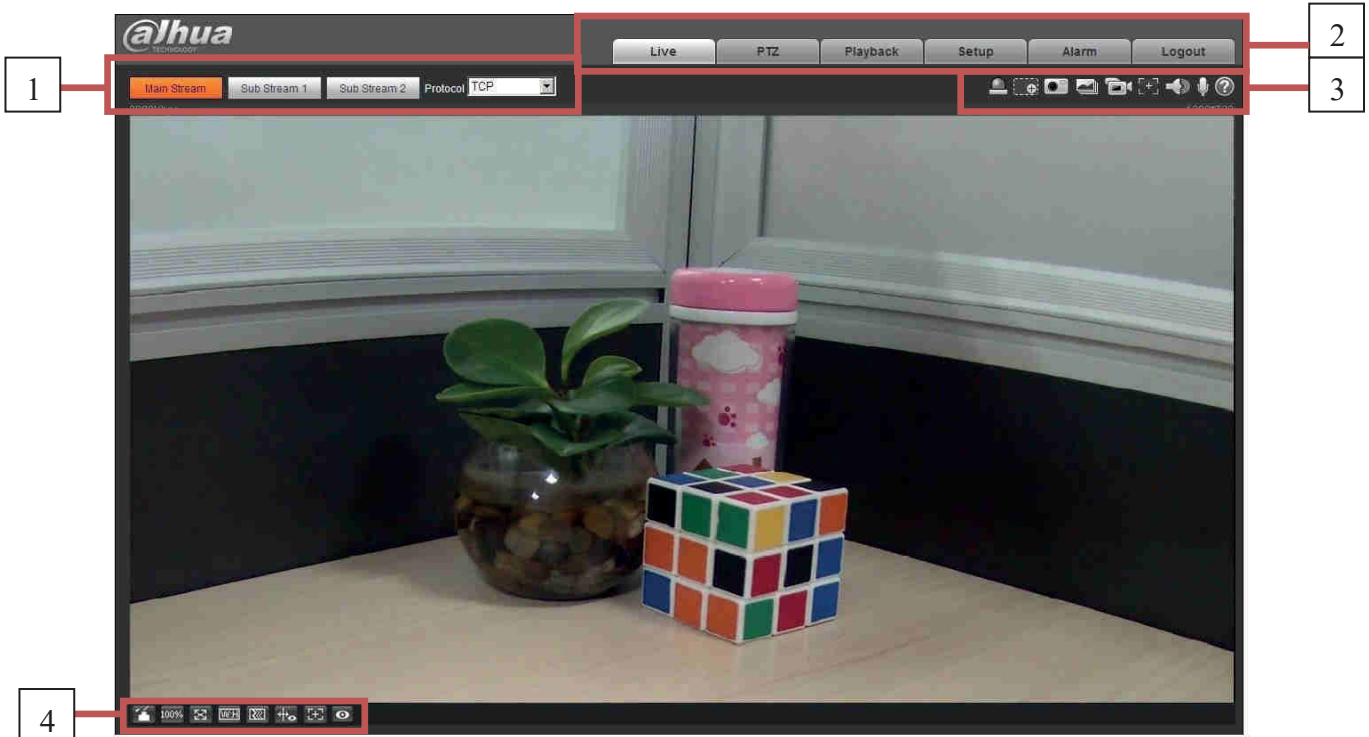 alhua
TECHNOLOGY
2
Live PTZ Playback Setup Alarm Logout
1
Main Stream Sub Stream 1 Sub Stream 2 Protocol TCP
3
4
100% W:H